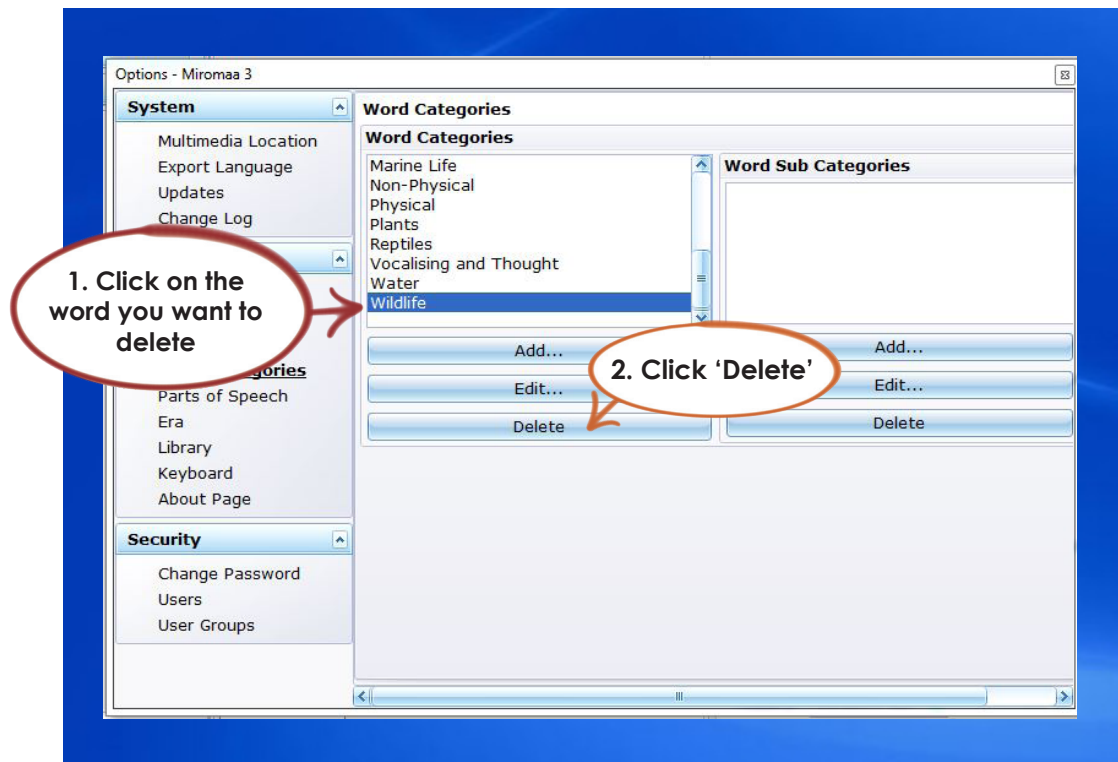 Options - Miromaa 3
System
Multimedia Location
Export Language
Updates
Change Log
1. Click on the
word you want to
delete
Parts of Speech
Era
Library
Keyboard
About Page
Security
Change Password
Users
User Groups
Word Categories
Word Categories
Marine Life
Non-Physical
Physical
Plants
Reptiles
Vocalising and Thought
Water
Wildlife
Add...
Edit...
Delete
2. Click ‘Delete’
Word Sub Categories
Add...
Edit...
Delete